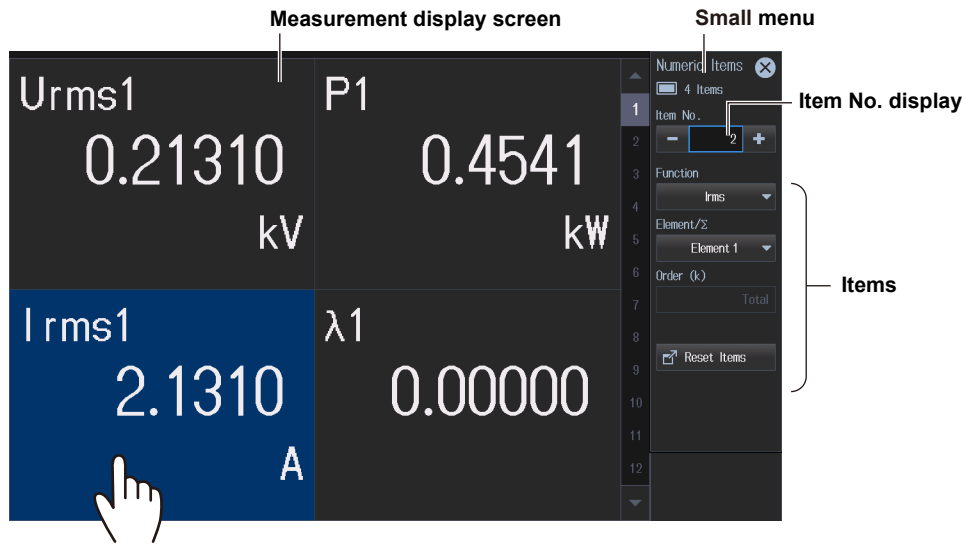 Measurement display screen
Small menu
Urms1
0.21310
kV
P1
0.4541
kW
Irms1
2.1310
A
λ1
0.00000
1
2
3
4
5
6
7
8
9
10
11
12
Numeric Items
4 Items
Item No.
− 2 +
Function
Irms
Element/Σ
Element 1
Order (k)
Total
Reset Items
Item No. display
Items